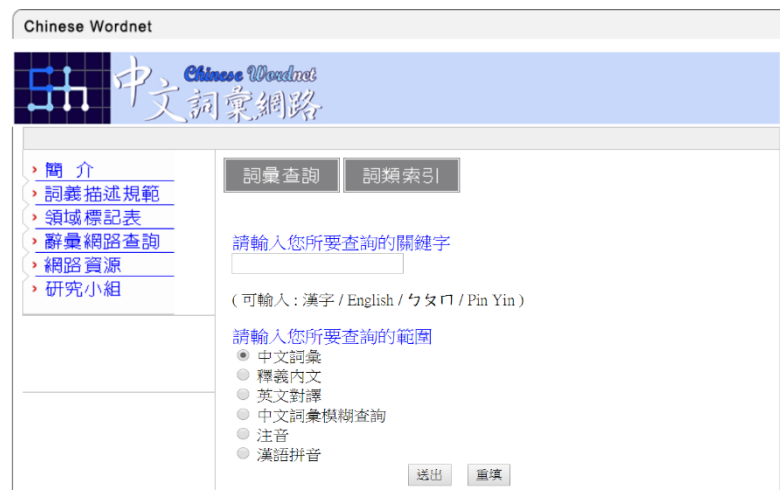 Chinese Wordnet
Chinese Wordnet
中文詞彙網路
簡 介
詞義描述規範
領域標記表
辭彙網路查詢
網路資源
研究小組
詞彙查詢 詞類索引
請輸入您所要查詢的關鍵字
( 可輸入 : 漢字 / English / ㄅㄆㄇ / Pin Yin )
請輸入您所要查詢的範圍
中文詞彙
釋義內文
英文對譯
中文詞彙模糊查詢
注音
漢語拼音
送出 重填